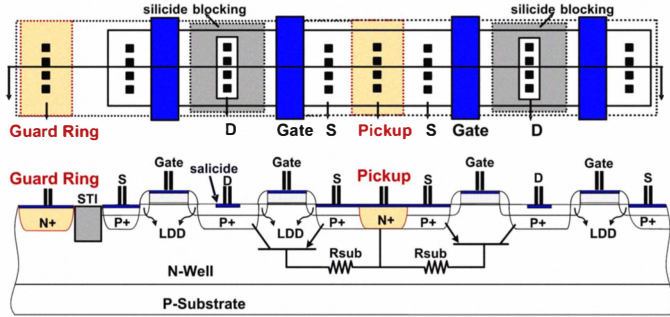 silicide blocking
silicide blocking
Guard Ring
D
Gate
S
Pickup
S
Gate
D
Guard Ring
S
Gate
salicide
D
Gate
S
Pickup
S
Gate
D
Gate
S
STI
N+
P+
LDD
P+
LDD
P+
N+
P+
P+
LDD
P+
Rsub
Rsub
N-Well
P-Substrate